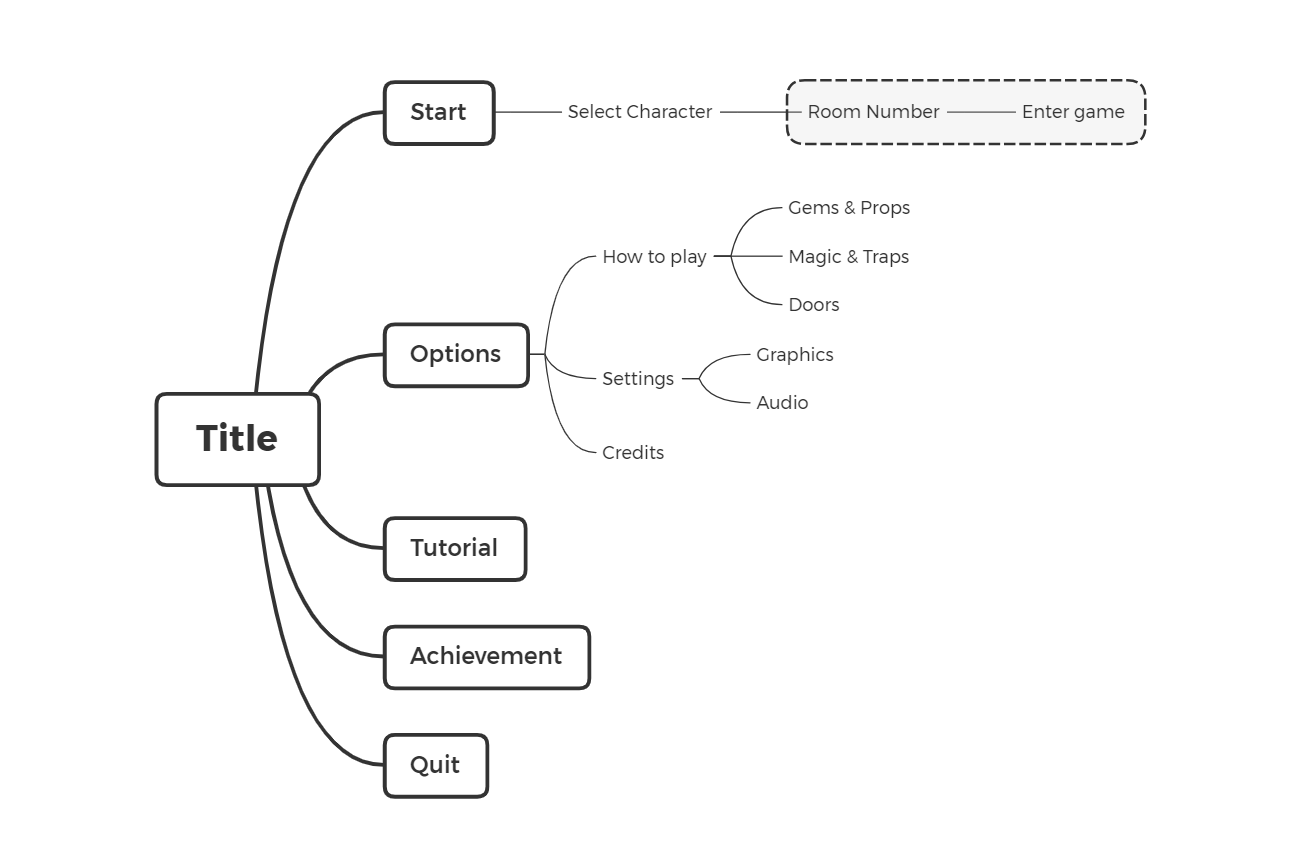 Title
Start
Select Character
Room Number
Enter game
Options
How to play
Gems & Props
Magic & Traps
Doors
Settings
Graphics
Audio
Credits
Tutorial
Achievement
Quit